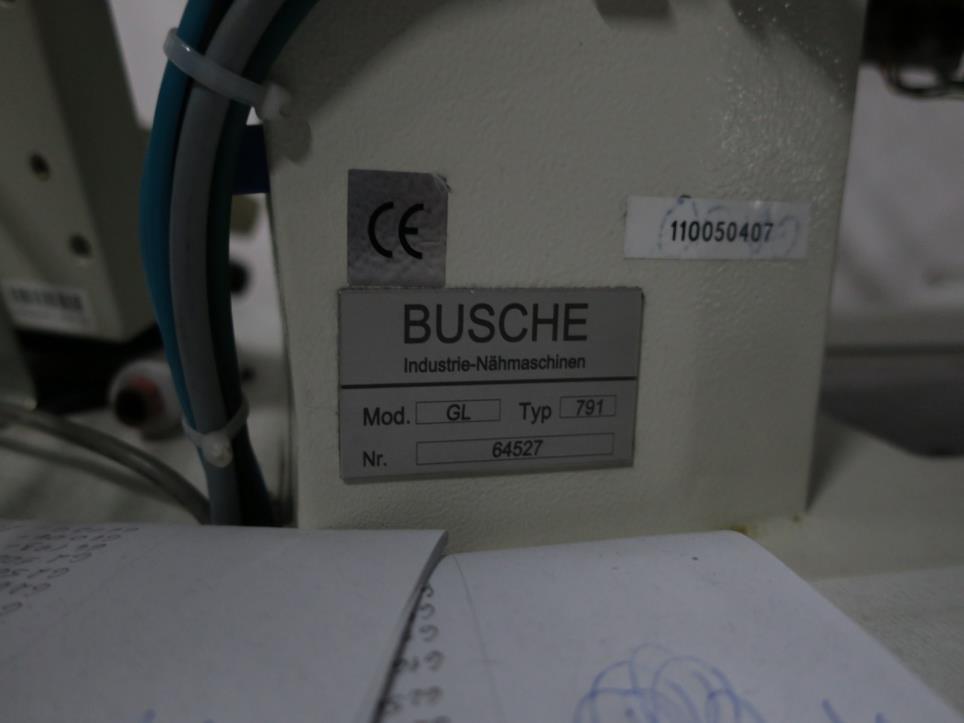 CE
110050407
BUSCHE
Industrie-Nähmaschinen
Mod. GL Typ 791
Nr. 64527